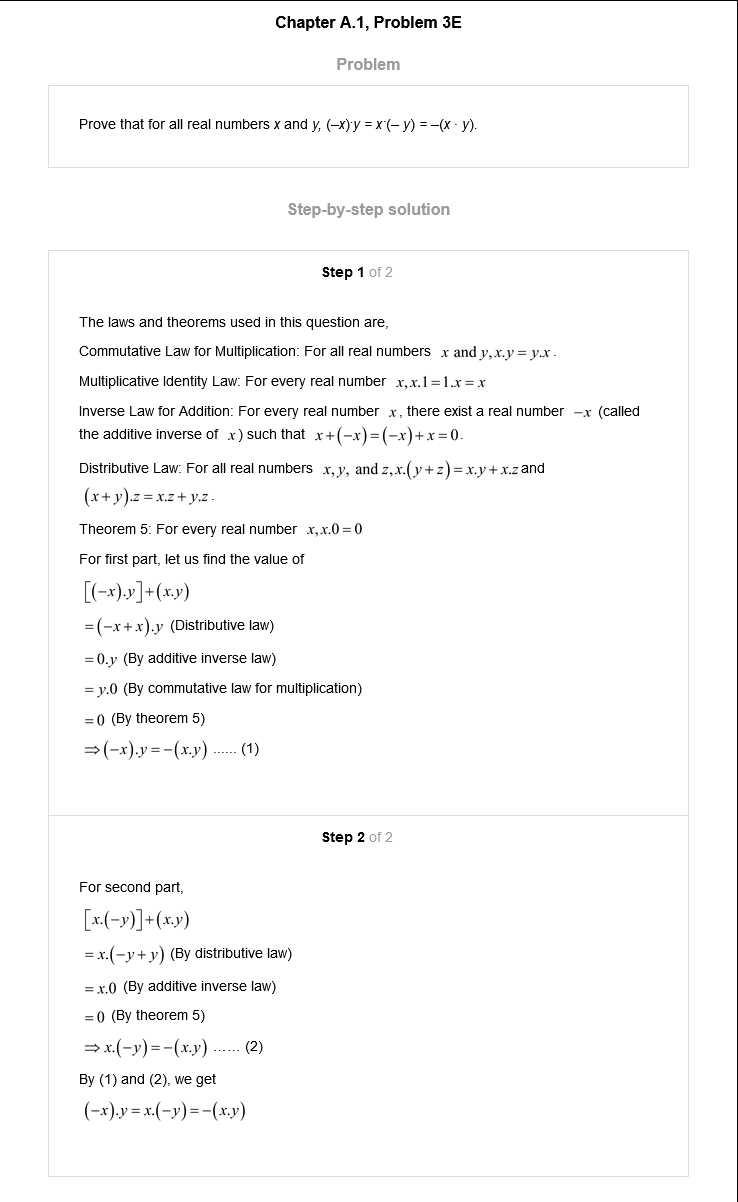 Chapter A.1, Problem 3E
Problem
Prove that for all real numbers x and y, (–x)·y = x·(– y) = –(x · y).
Step-by-step solution
Step 1 of 2
The laws and theorems used in this question are,
Commutative Law for Multiplication: For all real numbers x and y, x.y = y.x .
Multiplicative Identity Law: For every real number x, x.1 = 1.x = x
Inverse Law for Addition: For every real number x , there exist a real number −x (called
the additive inverse of x ) such that x + (−x) = (−x) + x = 0 .
Distributive Law: For all real numbers x, y, and z, x.(y + z) = x.y + x.z and
(x + y).z = x.z + y.z .
Theorem 5: For every real number x, x.0 = 0
For first part, let us find the value of
[(−x).y] + (x.y)
= (−x + x).y (Distributive law)
= 0.y (By additive inverse law)
= y.0 (By commutative law for multiplication)
= 0 (By theorem 5)
⇒ (−x).y = −(x.y) ...... (1)
Step 2 of 2
For second part,
[x.(−y)] + (x.y)
= x.(−y + y) (By distributive law)
= x.0 (By additive inverse law)
= 0 (By theorem 5)
⇒ x.(−y) = −(x.y) ...... (2)
By (1) and (2), we get
(−x).y = x.(−y) = −(x.y)